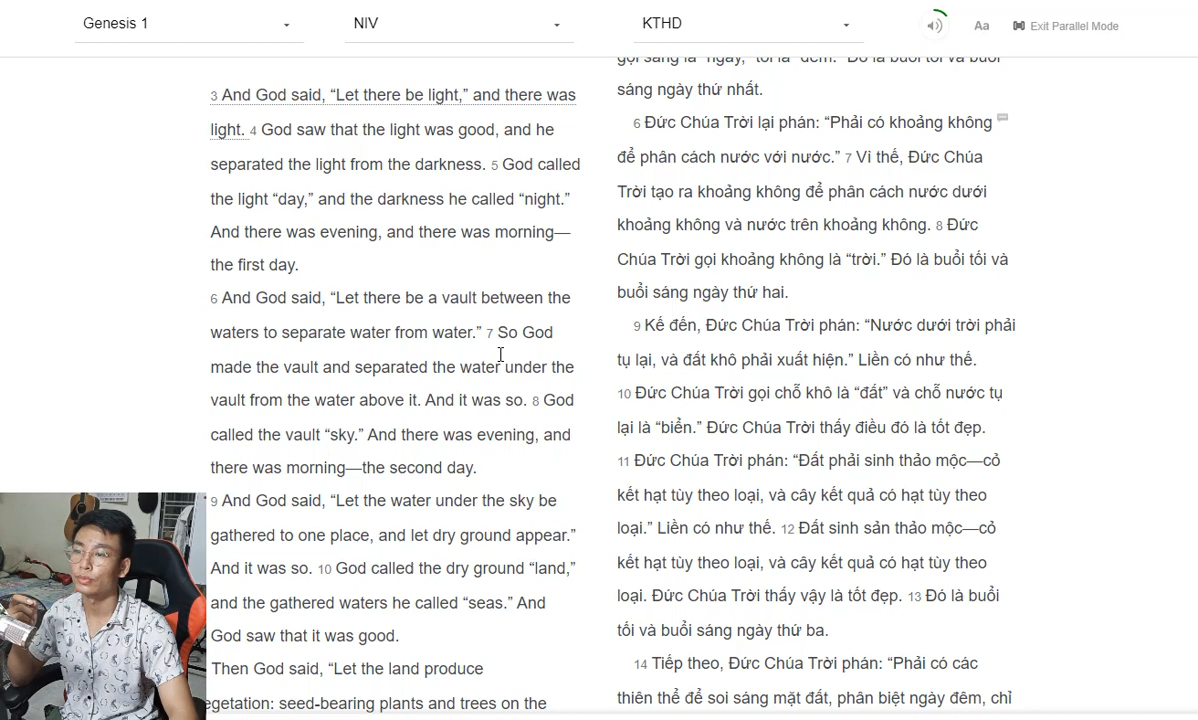 Genesis 1
NIV
KTHD
Aa
Exit Parallel Mode
3 And God said, “Let there be light,” and there was
light. 4 God saw that the light was good, and he
separated the light from the darkness. 5 God called
the light “day,” and the darkness he called “night.”
And there was evening, and there was morning—
the first day.
6 And God said, “Let there be a vault between the
waters to separate water from water.” 7 So God
made the vault and separated the water under the
vault from the water above it. And it was so. 8 God
called the vault “sky.” And there was evening, and
there was morning—the second day.
9 And God said, “Let the water under the sky be
gathered to one place, and let dry ground appear.”
And it was so. 10 God called the dry ground “land,”
and the gathered waters he called “seas.” And
God saw that it was good.
Then God said, “Let the land produce
egetation: seed-bearing plants and trees on the
gọi sáng là “ngày,” tối là “đêm.” Đó là buổi tối và buổi
sáng ngày thứ nhất.
6 Đức Chúa Trời lại phán: “Phải có khoảng không
để phân cách nước với nước.” 7 Vì thế, Đức Chúa
Trời tạo ra khoảng không để phân cách nước dưới
khoảng không và nước trên khoảng không. 8 Đức
Chúa Trời gọi khoảng không là “trời.” Đó là buổi tối và
buổi sáng ngày thứ hai.
9 Kế đến, Đức Chúa Trời phán: “Nước dưới trời phải
tụ lại, và đất khô phải xuất hiện.” Liền có như thế.
10 Đức Chúa Trời gọi chỗ khô là “đất” và chỗ nước tụ
lại là “biển.” Đức Chúa Trời thấy điều đó là tốt đẹp.
11 Đức Chúa Trời phán: “Đất phải sinh thảo mộc—cỏ
kết hạt tùy theo loại, và cây kết quả có hạt tùy theo
loại.” Liền có như thế. 12 Đất sinh sản thảo mộc—cỏ
kết hạt tùy theo loại, và cây kết quả có hạt tùy theo
loại. Đức Chúa Trời thấy vậy là tốt đẹp. 13 Đó là buổi
tối và buổi sáng ngày thứ ba.
14 Tiếp theo, Đức Chúa Trời phán: “Phải có các
thiên thể để soi sáng mặt đất, phân biệt ngày đêm, chỉ